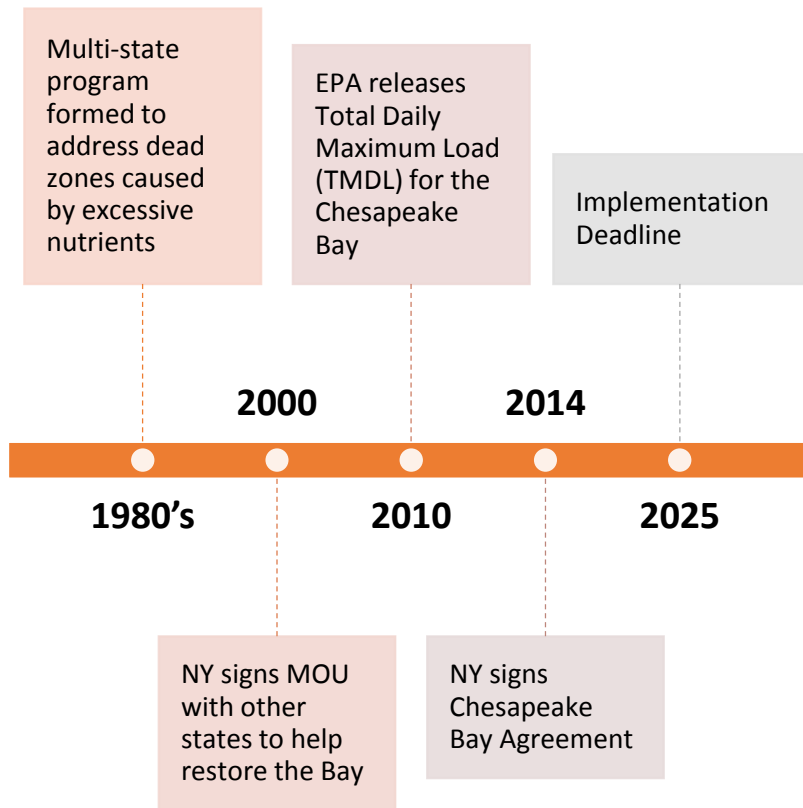 Multi-state
program
formed to
address dead
zones caused
by excessive
nutrients
EPA releases
Total Daily
Maximum Load
(TMDL) for the
Chesapeake
Bay
Implementation
Deadline
2000
2014
1980's
2010
2025
NY signs MOU
with other
states to help
restore the Bay
NY signs
Chesapeake
Bay Agreement